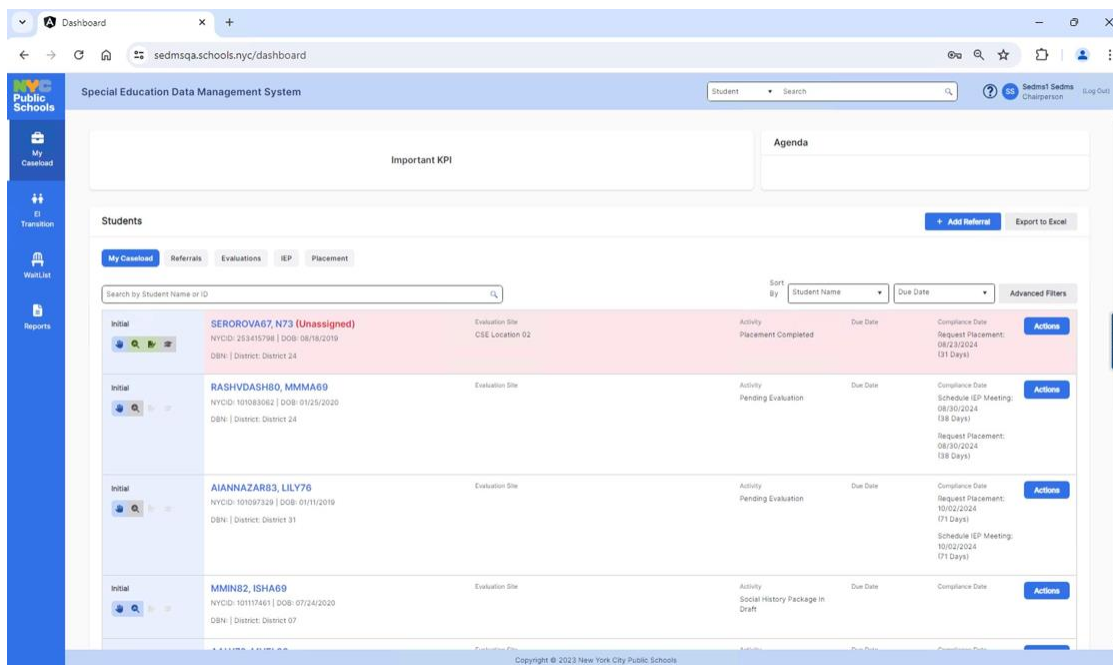 Dashboard
sedmsqa.schools.nyc/dashboard
NYC
Public
Schools
Special Education Data Management System
Student
Search
SS
Sedms1 Sedms
Chairperson
(Log Out)
My
Caseload
EI
Transition
WaitList
Reports
Important KPI
Agenda
Students
+ Add Referral
Export to Excel
My Caseload
Referrals
Evaluations
IEP
Placement
Search by Student Name or ID
Sort
By
Student Name
Due Date
Advanced Filters
Initial
SEROROVA67, N73 (Unassigned)
NYCID: 253415798 | DOB: 08/18/2019
DBN: | District: District 24
Evaluation Site
CSE Location 02
Activity
Placement Completed
Due Date
Compliance Date
Request Placement:
08/23/2024
(31 Days)
Actions
Initial
RASHVDASH80, MMMA69
NYCID: 101083062 | DOB: 01/25/2020
DBN: | District: District 24
Evaluation Site
Activity
Pending Evaluation
Due Date
Compliance Date
Schedule IEP Meeting:
08/30/2024
(38 Days)
Request Placement:
08/30/2024
(38 Days)
Actions
Initial
AIANNAZAR83, LILY76
NYCID: 101097329 | DOB: 01/11/2019
DBN: | District: District 31
Evaluation Site
Activity
Pending Evaluation
Due Date
Compliance Date
Request Placement:
10/02/2024
(71 Days)
Schedule IEP Meeting:
10/02/2024
(71 Days)
Actions
Initial
MMIN82, ISHA69
NYCID: 101117461 | DOB: 07/24/2020
DBN: | District: District 07
Evaluation Site
Activity
Social History Package In
Draft
Due Date
Compliance Date
Actions
Copyright © 2023 New York City Public Schools